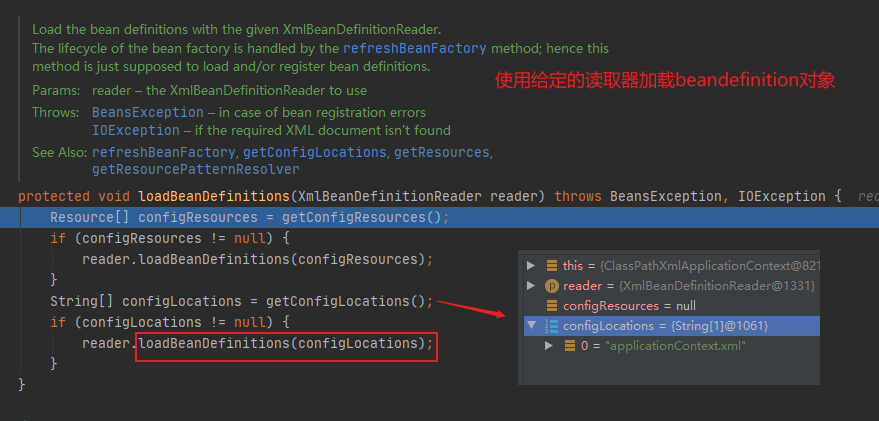 Load the bean definitions with the given XmlBeanDefinitionReader.
The lifecycle of the bean factory is handled by the refreshBeanFactory method; hence this
method is just supposed to load and/or register bean definitions.
使用给定的读取器加载beandefinition对象
Params: reader – the XmlBeanDefinitionReader to use
Throws: BeansException – in case of bean registration errors
IOException – if the required XML document isn't found
See Also: refreshBeanFactory, getConfigLocations, getResources,
getResourcePatternResolver
protected void loadBeanDefinitions(XmlBeanDefinitionReader reader) throws BeansException, IOException {
Resource[] configResources = getConfigResources();
if (configResources != null) {
reader.loadBeanDefinitions(configResources);
}
String[] configLocations = getConfigLocations();
if (configLocations != null) {
reader.loadBeanDefinitions(configLocations);
}
}
this = {ClassPathXmlApplicationContext@821
p reader = {XmlBeanDefinitionReader@1331}
configResources = null
configLocations = {String[1]@1061}
0 = "applicationContext.xml"